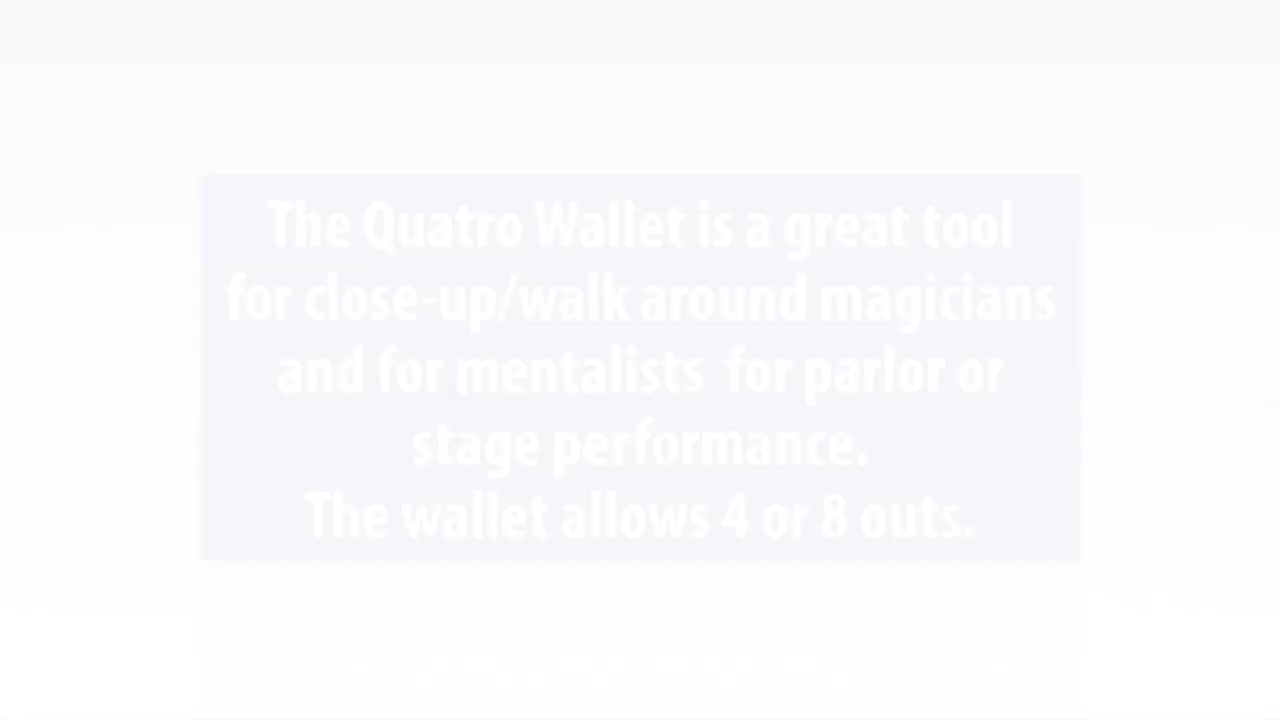 The Quatro Wallet is a great tool
for close-up/walk around magicians
and for mentalists  for parlor or
stage performance.
The wallet allows 4 or 8 outs.